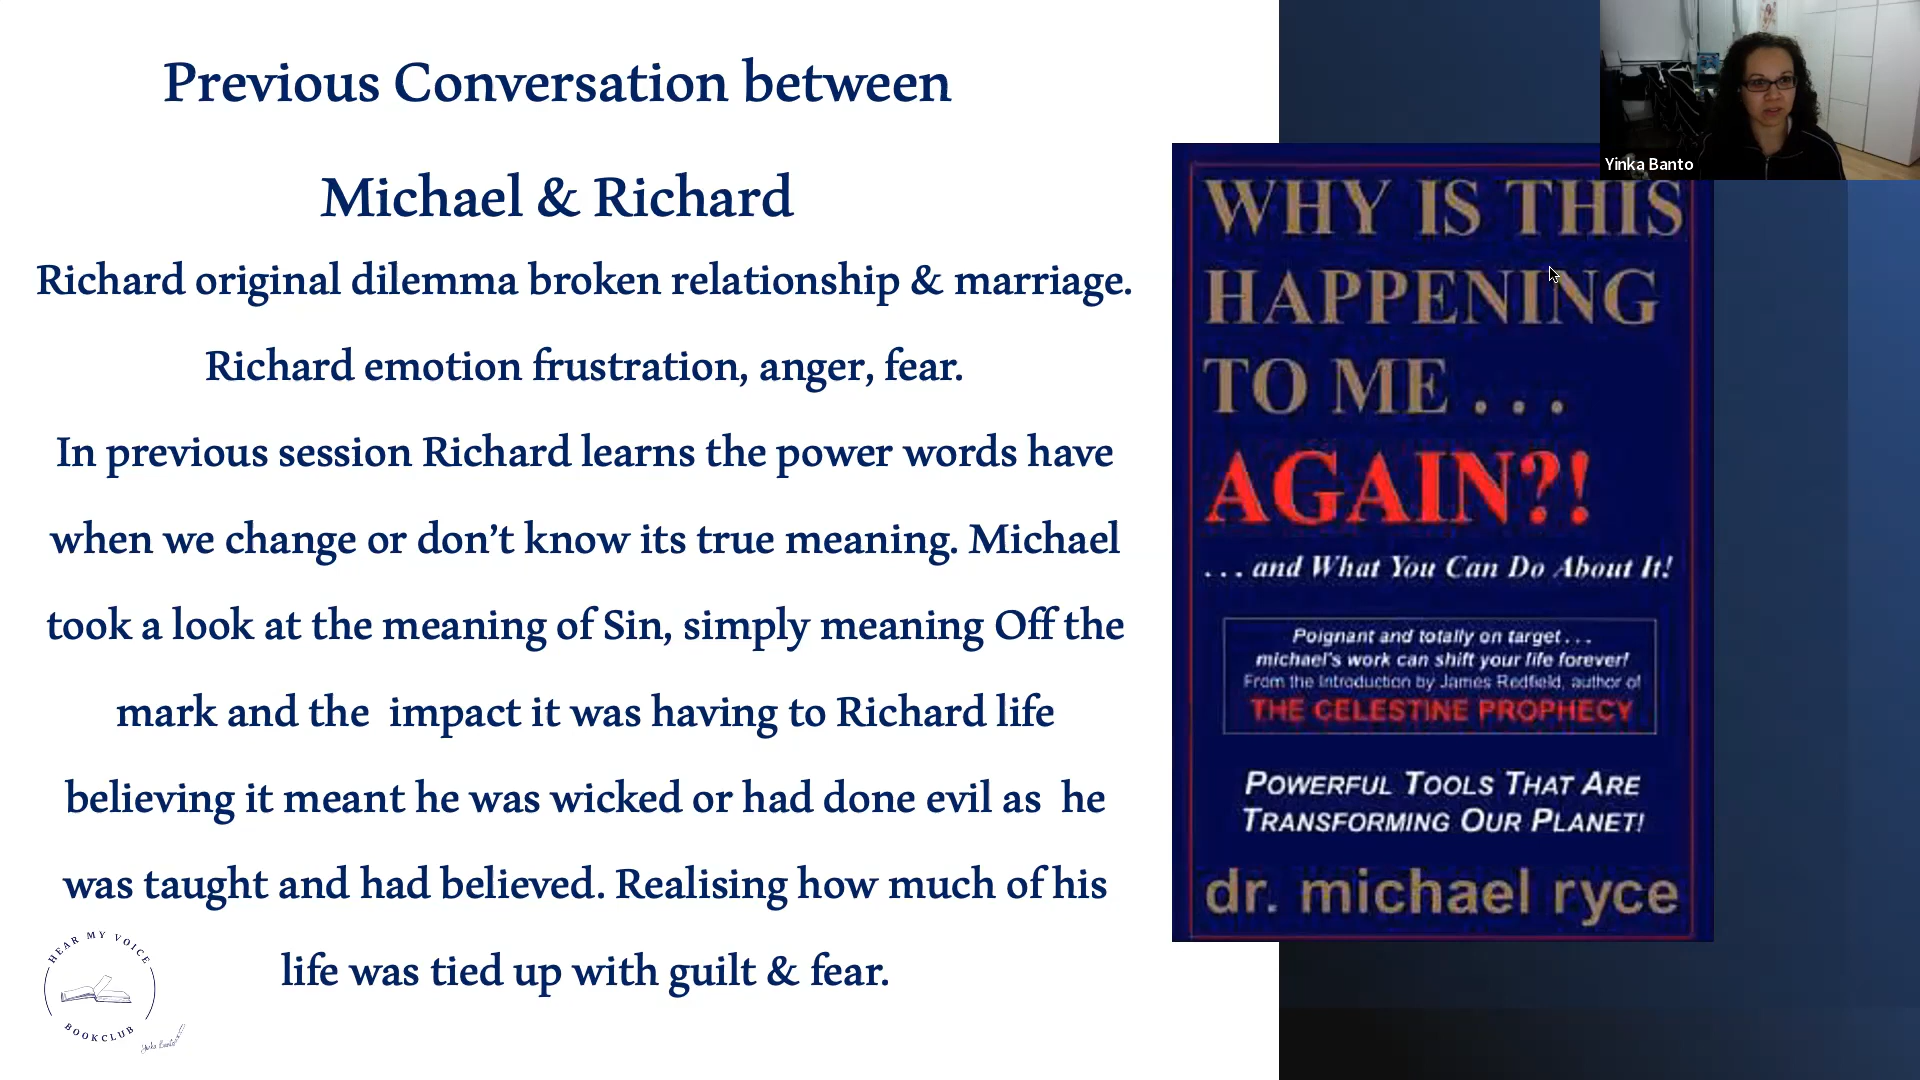 Previous Conversation between
Michael & Richard
Richard original dilemma broken relationship & marriage.
Richard emotion frustration, anger, fear.
In previous session Richard learns the power words have
when we change or don’t know its true meaning. Michael
took a look at the meaning of Sin, simply meaning Off the
mark and the  impact it was having to Richard life
believing it meant he was wicked or had done evil as  he
was taught and had believed. Realising how much of his
life was tied up with guilt & fear.
HEAR MY VOICE
BOOKCLUB
Yinka Banto
WHY IS THIS
HAPPENING
TO ME . . .
AGAIN?!
. . . and What You Can Do About It!
Poignant and totally on target . . .
michael's work can shift your life forever!
From the Introduction by James Redfield, author of
THE CELESTINE PROPHECY
POWERFUL TOOLS THAT ARE
TRANSFORMING OUR PLANET!
dr. michael ryce
Yinka Banto